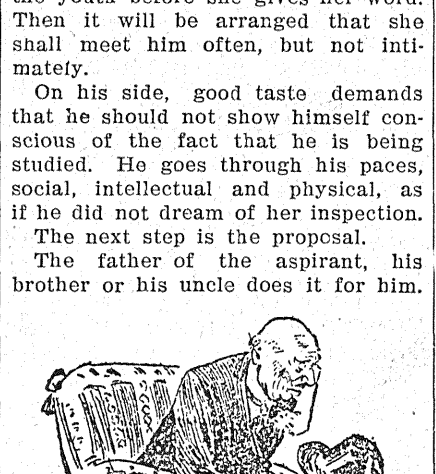 the youth before she gives her word.
Then it will be arranged that she
shall meet him often, but not inti-
mately.
On his side, good taste demands
that he should not show himself con-
scious of the fact that he is being
studied. He goes through his paces,
social, intellectual and physical, as
if he did not dream of her inspection.
The next step is the proposal.
The father of the aspirant, his
brother or his uncle does it for him.